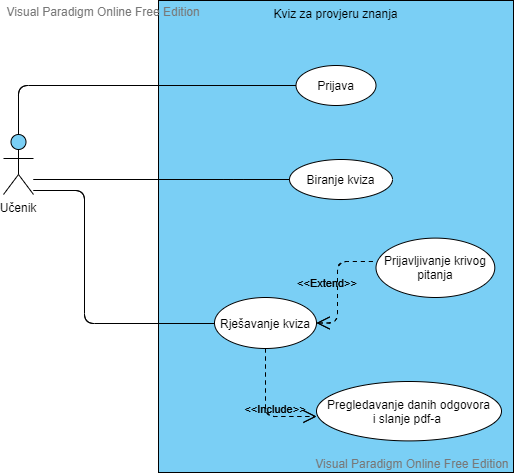 Visual Paradigm Online Free Edition
Kviz za provjeru znanja
Prijava
Biranje kviza
Učenik
Prijavljivanje krivog
pitanja
<<Extend>>
Rješavanje kviza
<<Include>>
Pregledavanje danih odgovora
i slanje pdf-a
Visual Paradigm Online Free Edition